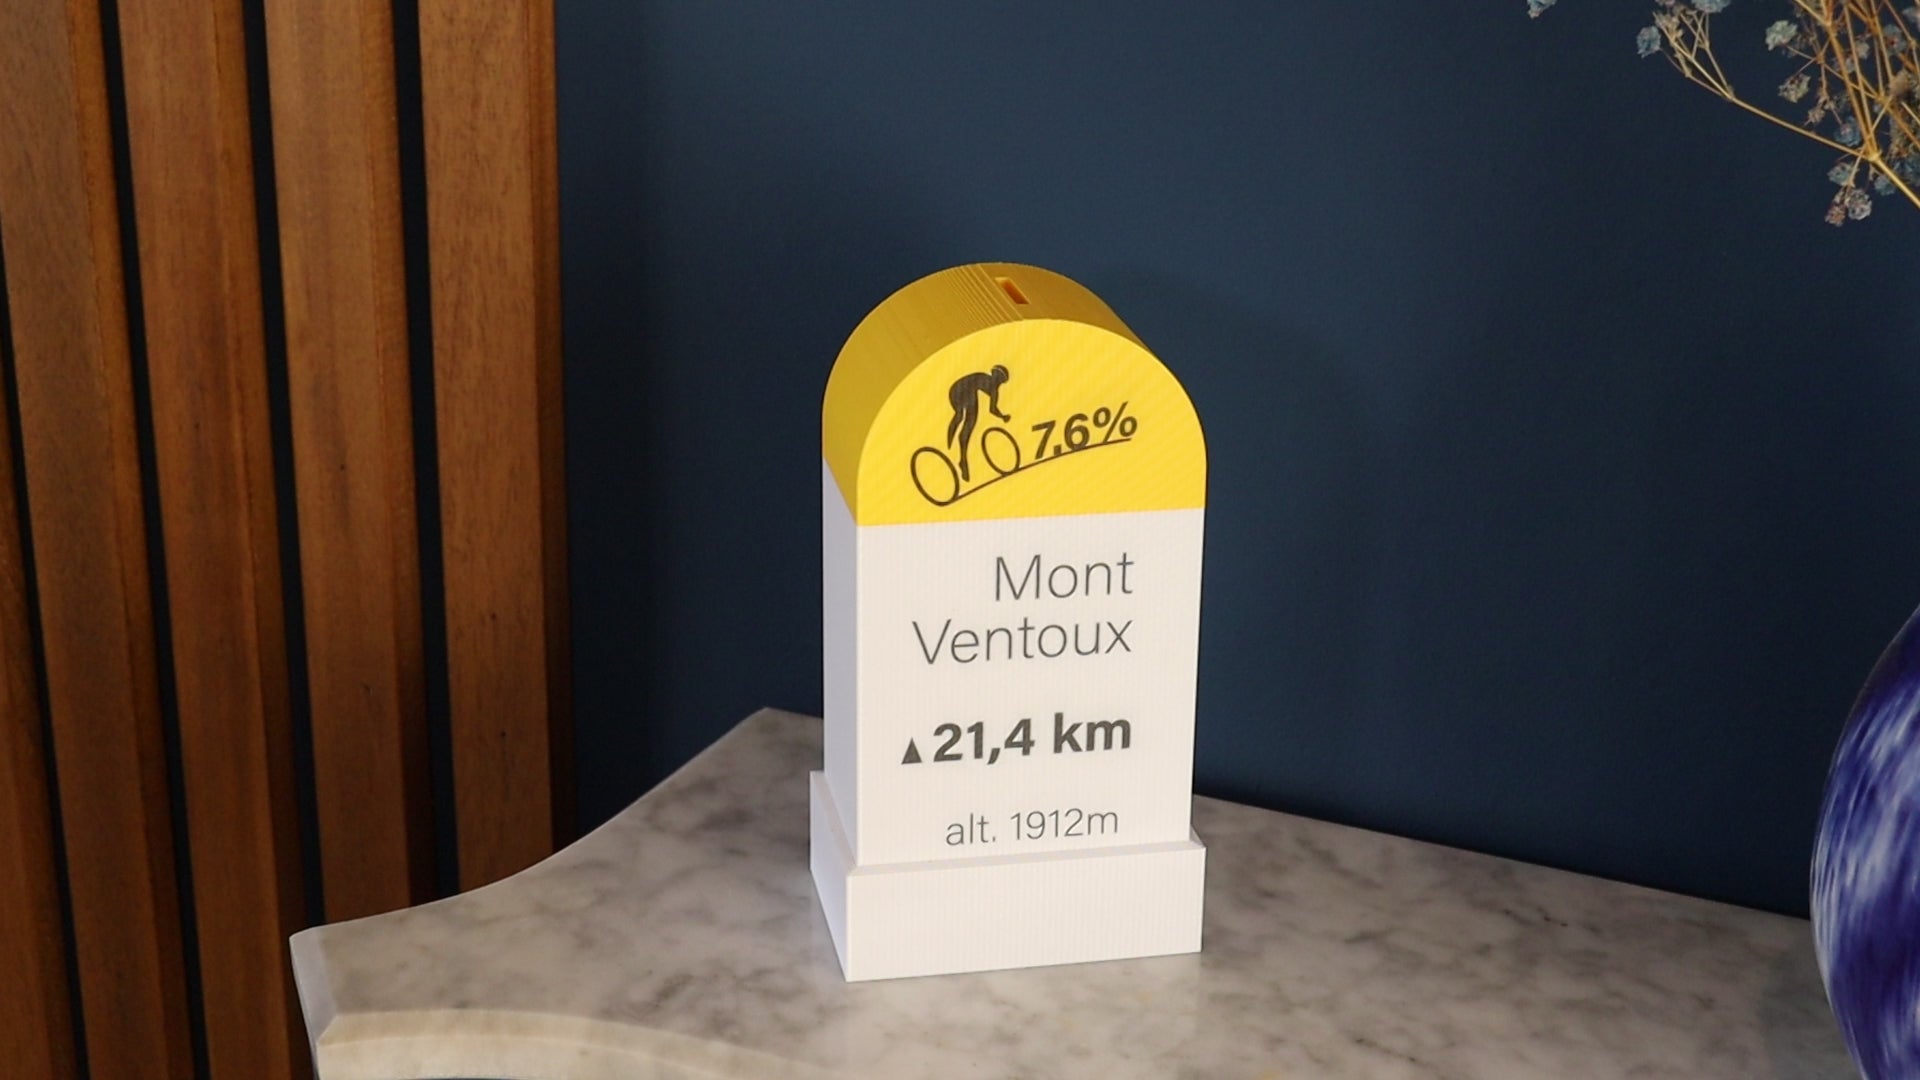 7,6%
Mont
Ventoux
▲21,4 km
alt. 1912m